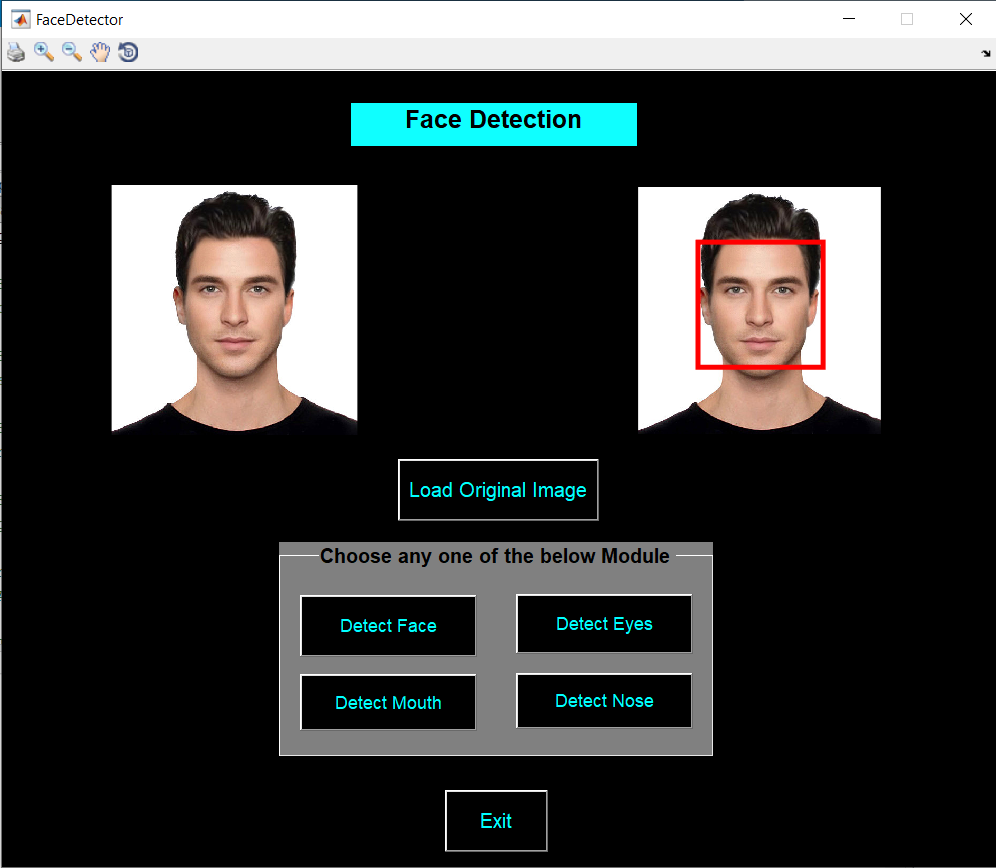 FaceDetector
Face Detection
Load Original Image
Choose any one of the below Module
Detect Face
Detect Eyes
Detect Mouth
Detect Nose
Exit